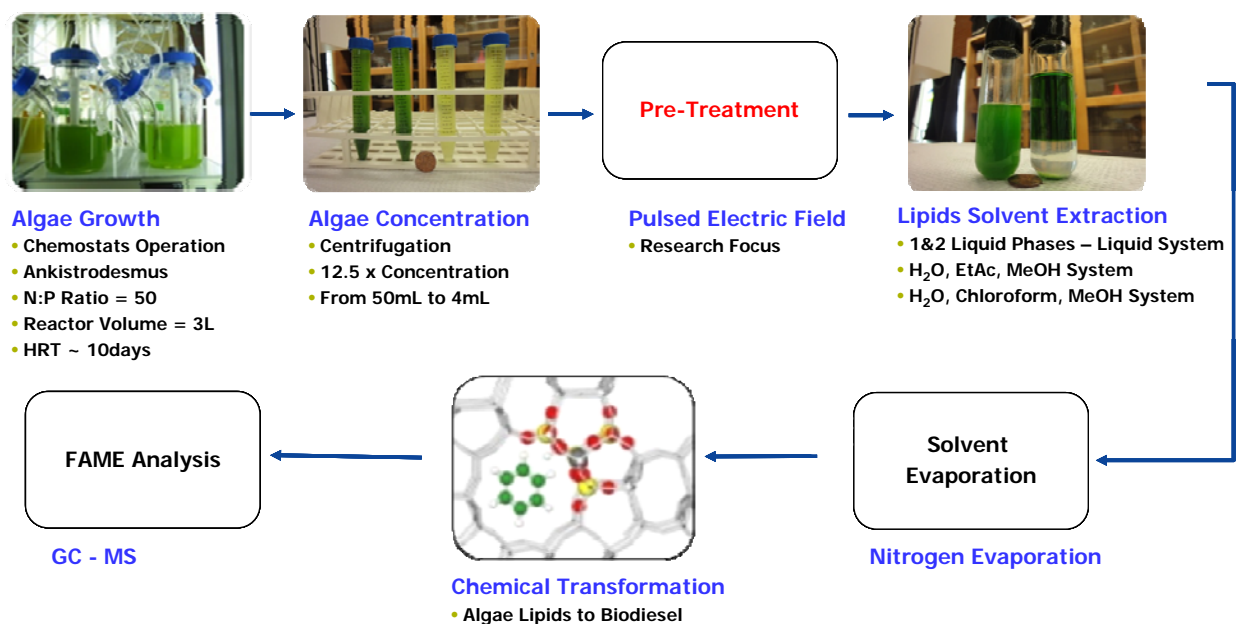 Pre-Treatment
Algae Growth
• Chemostats Operation
• Ankistrodesmus
• N:P Ratio = 50
• Reactor Volume = 3L
• HRT ~ 10days
Algae Concentration
• Centrifugation
• 12.5 x Concentration
• From 50mL to 4mL
Pulsed Electric Field
• Research Focus
Lipids Solvent Extraction
• 1&2 Liquid Phases – Liquid System
• H₂O, EtAc, MeOH System
• H₂O, Chloroform, MeOH System
Solvent
Evaporation
Nitrogen Evaporation
Chemical Transformation
• Algae Lipids to Biodiesel
FAME Analysis
GC - MS